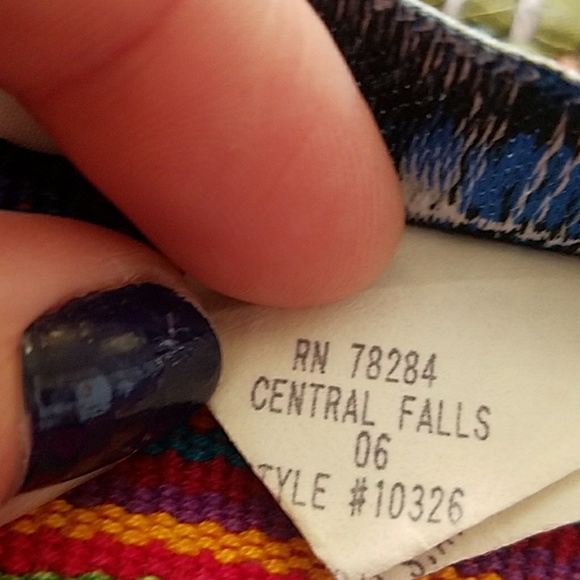 RN 78284
CENTRAL FALLS
06
TYLE #10326